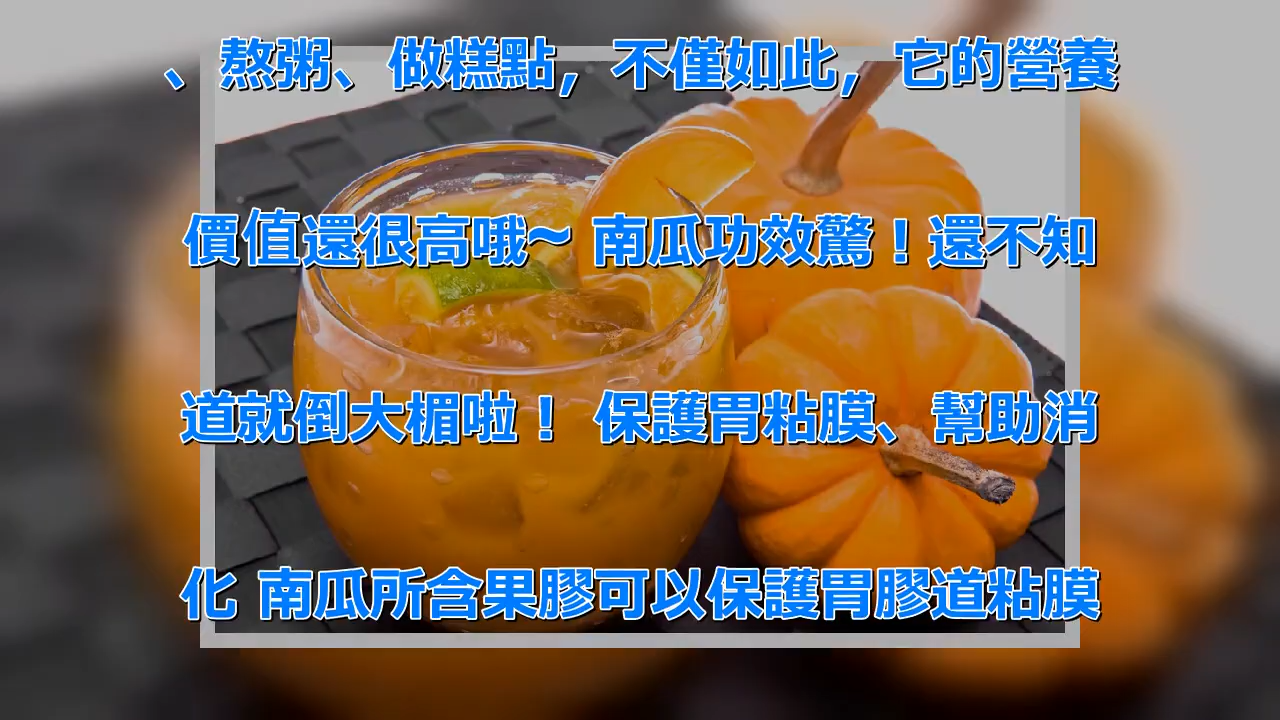 、熬粥、做糕點，不僅如此，它的營養
價值還很高哦~ 南瓜功效驚！還不知
道就倒大楣啦！ 保護胃粘膜、幫助消
化 南瓜所含果膠可以保護胃膠道粘膜